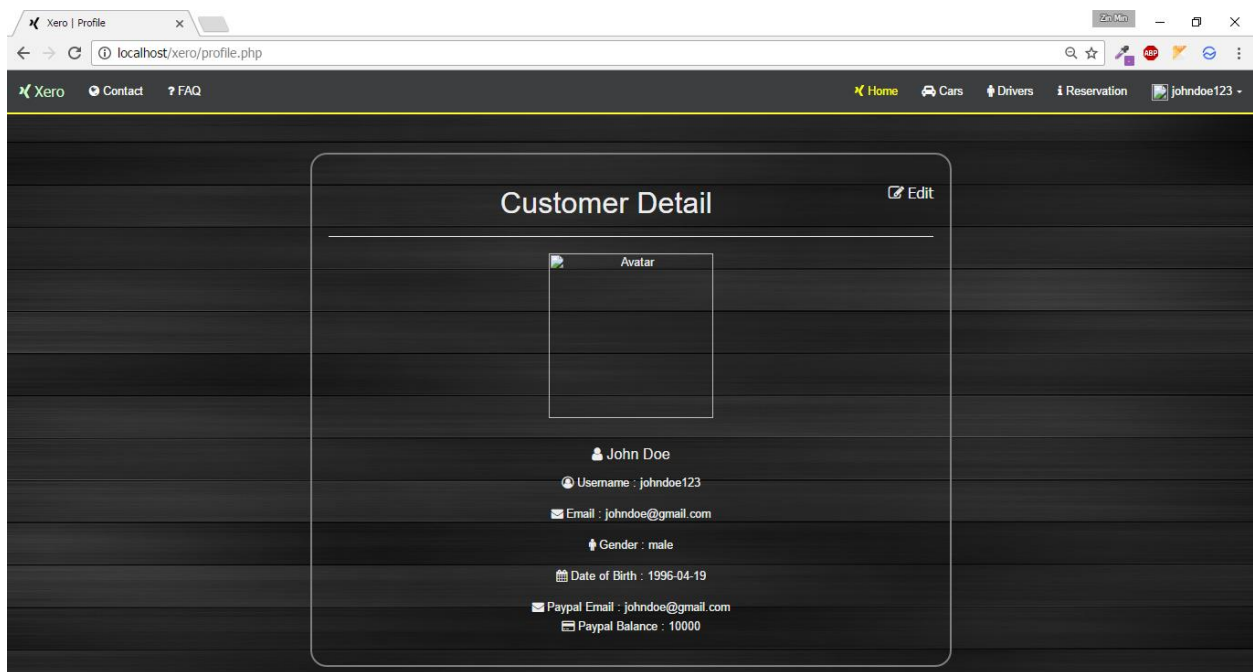 Xero | Profile
Zin Min
localhost/xero/profile.php
ABP
Xero Contact ? FAQ Home Cars Drivers i Reservation johndoe123
Customer Detail
Edit
Avatar
John Doe
Username : johndoe123
Email : johndoe@gmail.com
Gender : male
Date of Birth : 1996-04-19
Paypal Email : johndoe@gmail.com
Paypal Balance : 10000